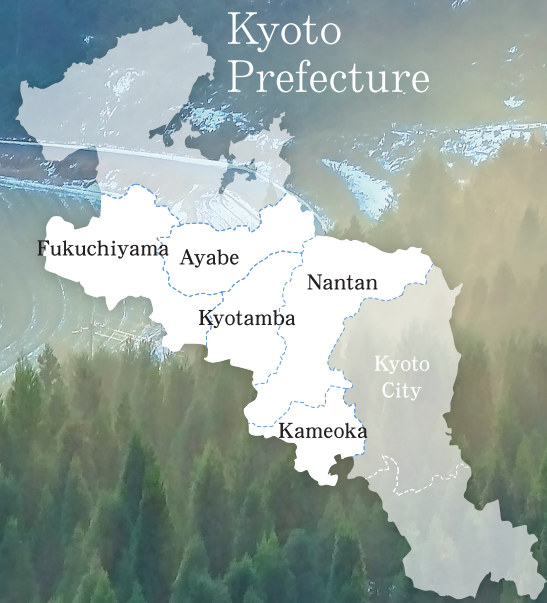 Kyoto
Prefecture
Fukuchiyama
Ayabe
Nantan
Kyotamba
Kyoto
City
Kameoka